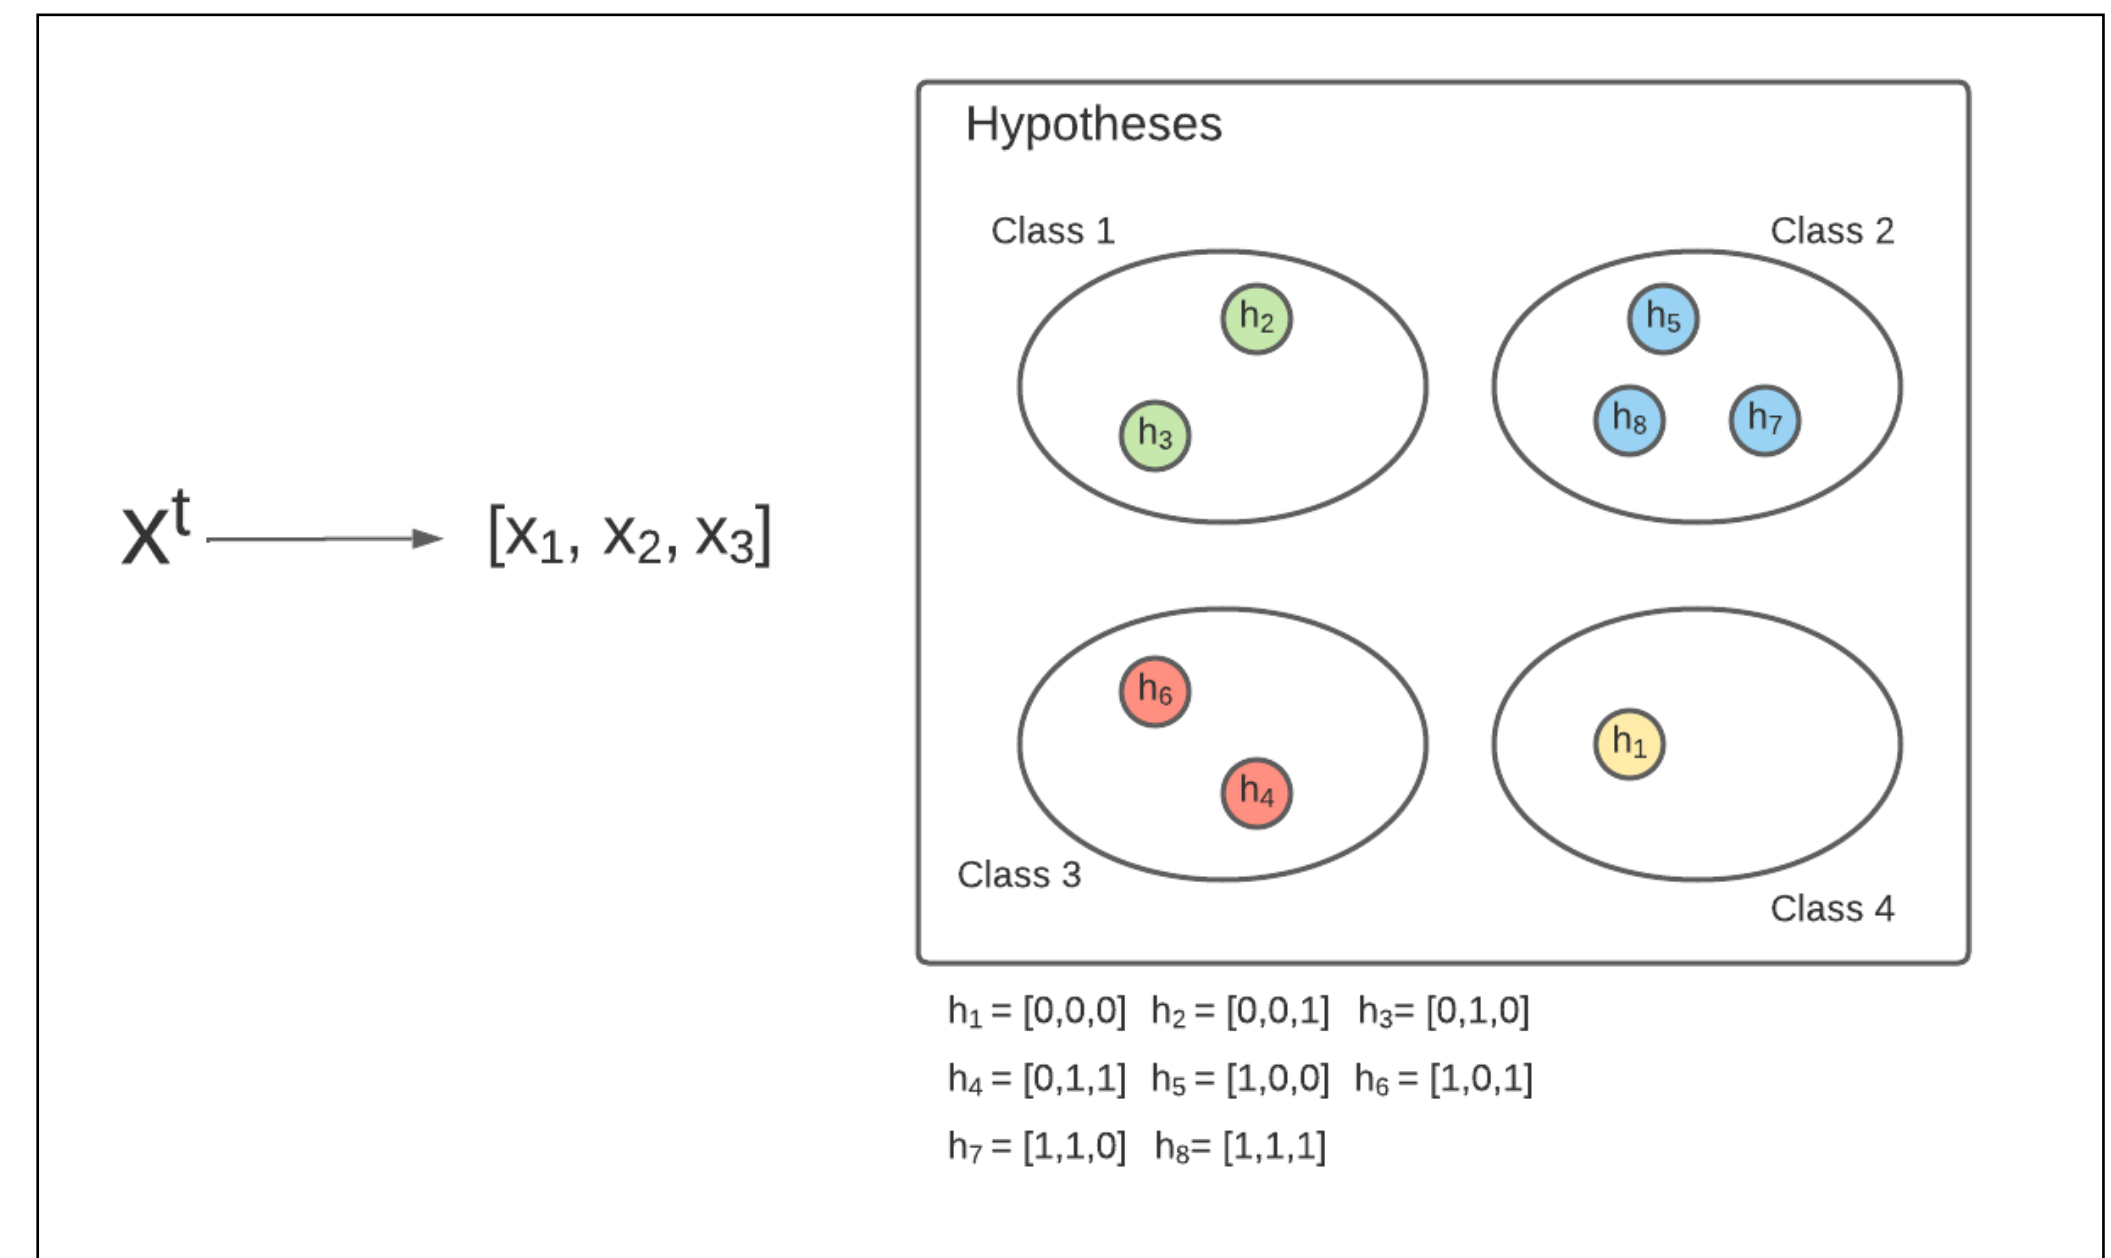 Hypotheses
Class 1
Class 2
h₂
h₅
h₃
h₈
h₇
xᵗ
[x₁, x₂, x₃]
h₆
h₁
h₄
Class 3
Class 4
h₁ = [0,0,0] h₂ = [0,0,1] h₃= [0,1,0]
h₄ = [0,1,1] h₅ = [1,0,0] h₆ = [1,0,1]
h₇ = [1,1,0] h₈= [1,1,1]